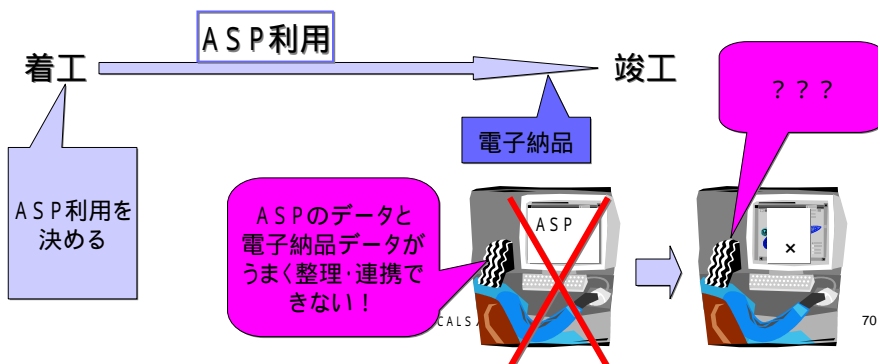 ASP利用
着工
竣工
???
電子納品
ASP利用を
決める
ASPのデータと
電子納品データが
うまく整理・連携で
きない!
ASP
×
CALS
70